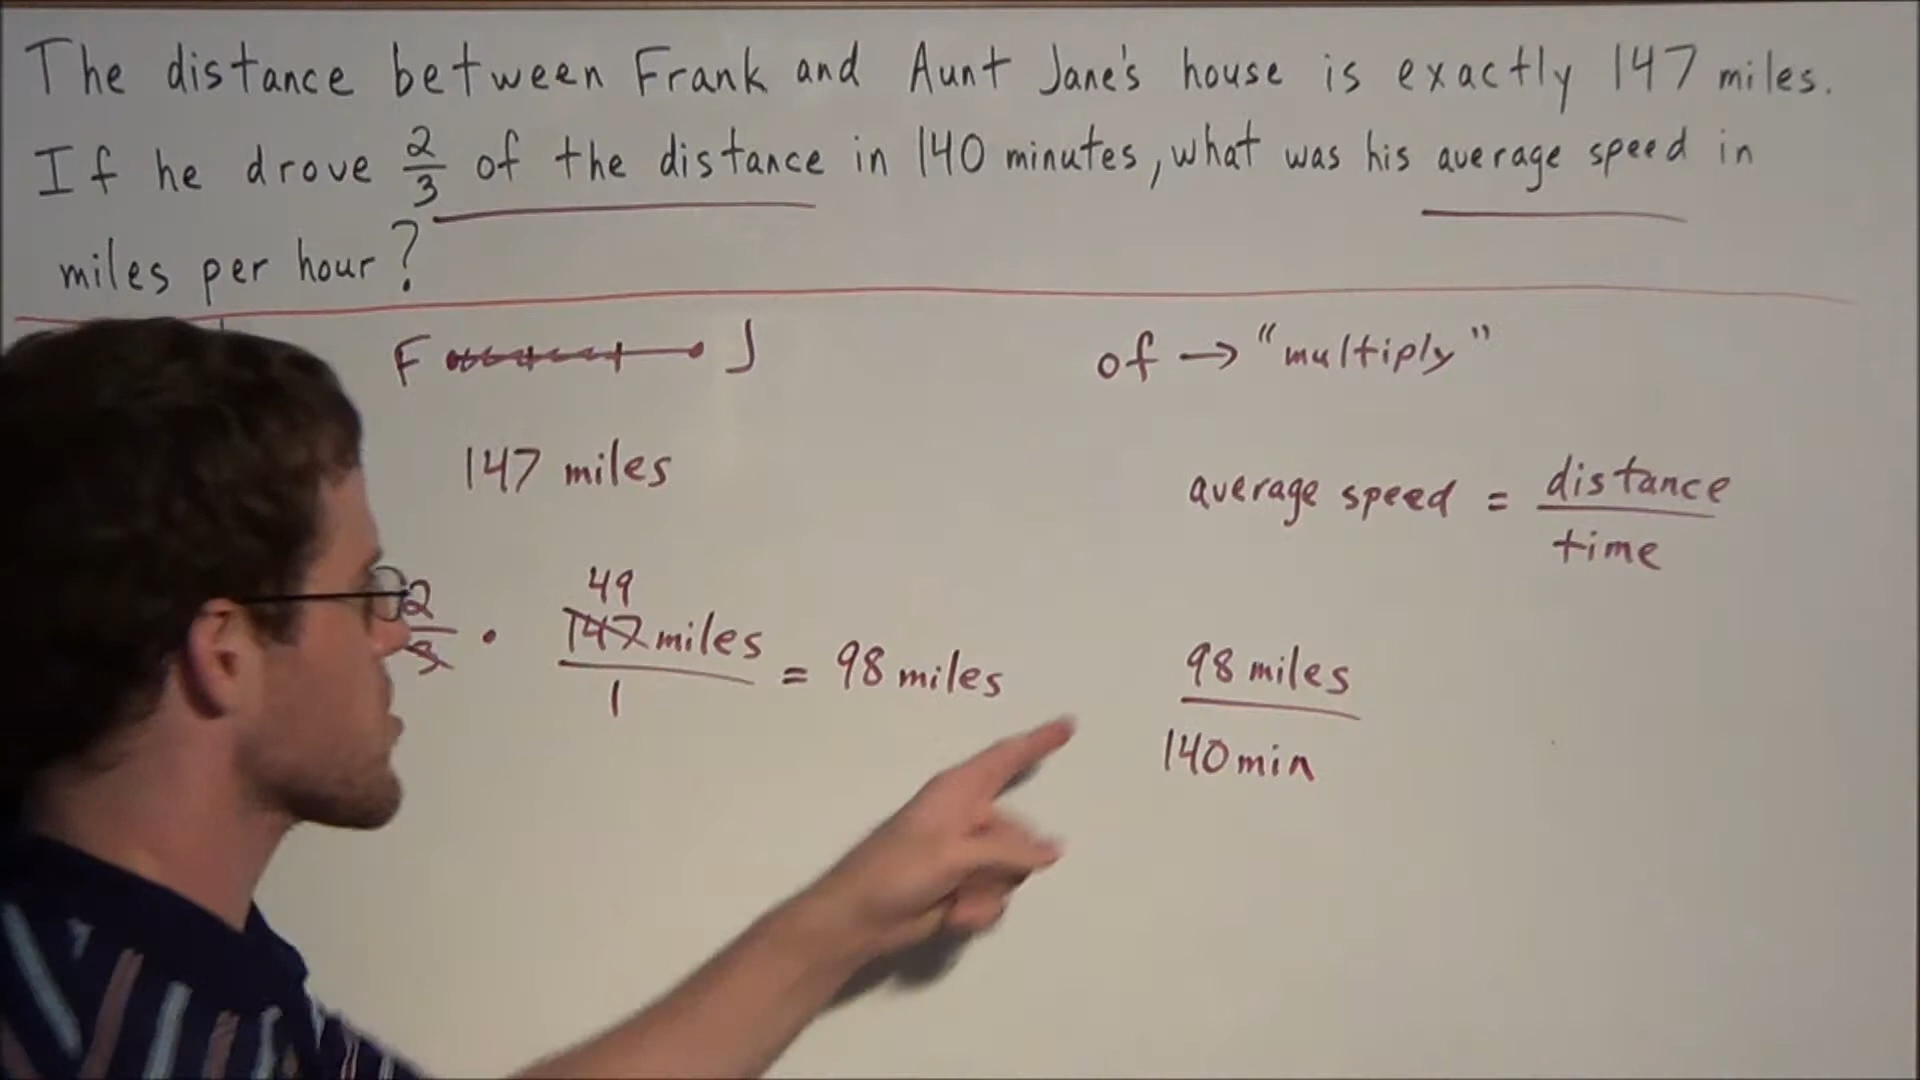 The distance between Frank and Aunt Jane's house is exactly 147 miles.
If he drove 2/3 of the distance in 140 minutes, what was his average speed in
miles per hour?
F J
of → "multiply"
147 miles
average speed = distance/time
49
2/3 · 147 miles/1 = 98 miles
98 miles
140 min